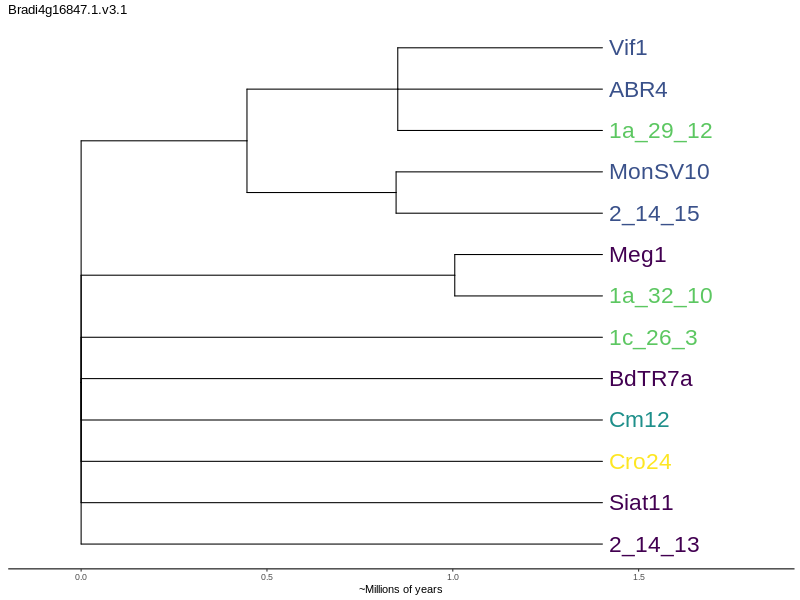 Bradi4g16847.1.v3.1
Vif1
ABR4
1a_29_12
MonSV10
2_14_15
Meg1
1a_32_10
1c_26_3
BdTR7a
Cm12
Cro24
Siat11
2_14_13
0.0 0.5 1.0 1.5
~Millions of years